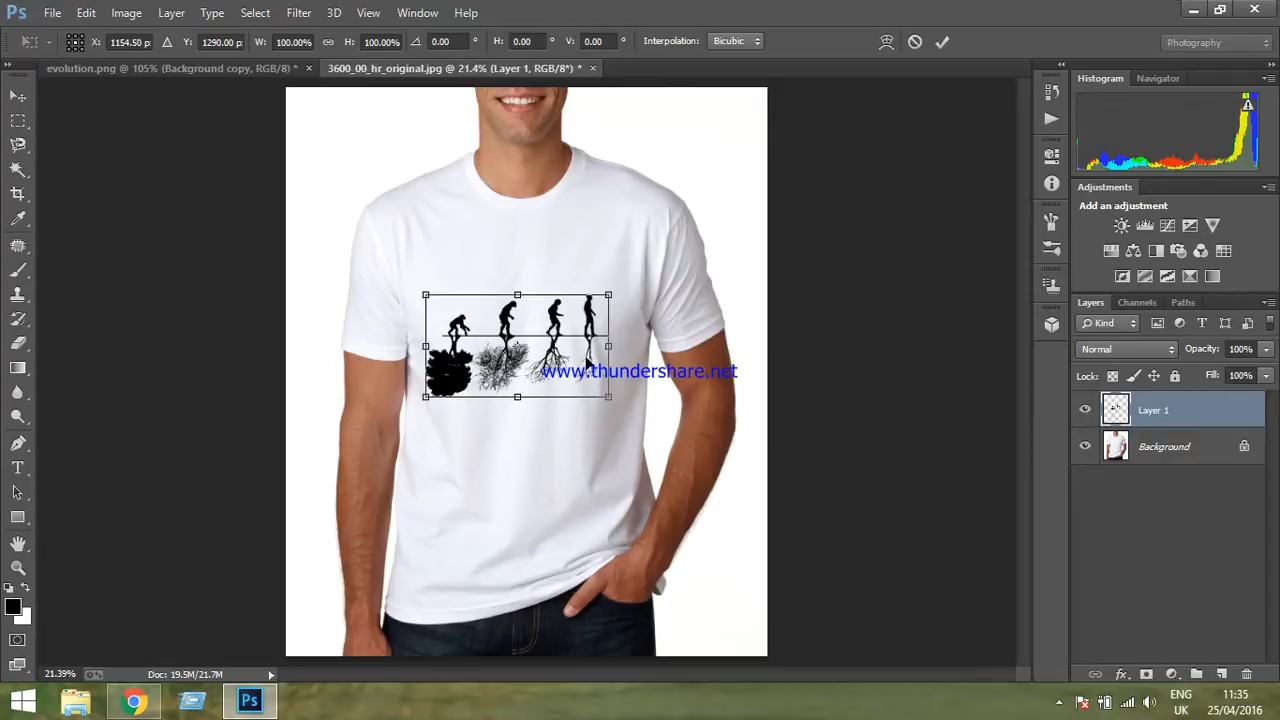 Ps File Edit Image Layer Type Select Filter 3D View Window Help
X: 1154.50 px Y: 1290.00 px W: 100.00% H: 100.00% 0.00 ° H: 0.00 ° V: 0.00 ° Interpolation: Bicubic Photography
evolution.png @ 105% (Background copy, RGB/8) * × 3600_00_hr_original.jpg @ 21.4% (Layer 1, RGB/8*) * ×
Histogram Navigator
Adjustments
Add an adjustment
Layers Channels Paths
Kind
Normal Opacity: 100%
Lock: Fill: 100%
Layer 1
Background
www.thundershare.net
21.39% Doc: 19.5M/21.7M
Ps ENG 11:35
UK 25/04/2016